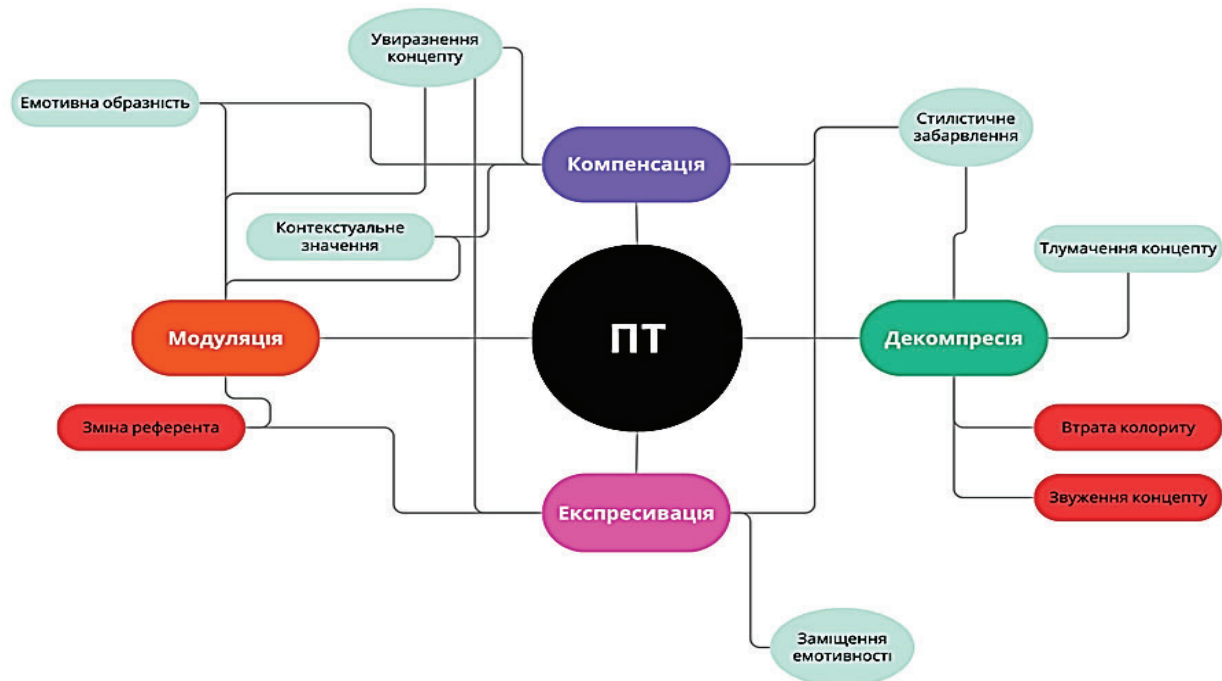 Увиразнення
концепту
Емотивна образність
Стилістичне
забарвлення
Компенсація
Контекстуальне
значення
Тлумачення концепту
Модуляція
ПТ
Декомпресія
Зміна референта
Втрата колориту
Звуження концепту
Експресивація
Заміщення
емотивності